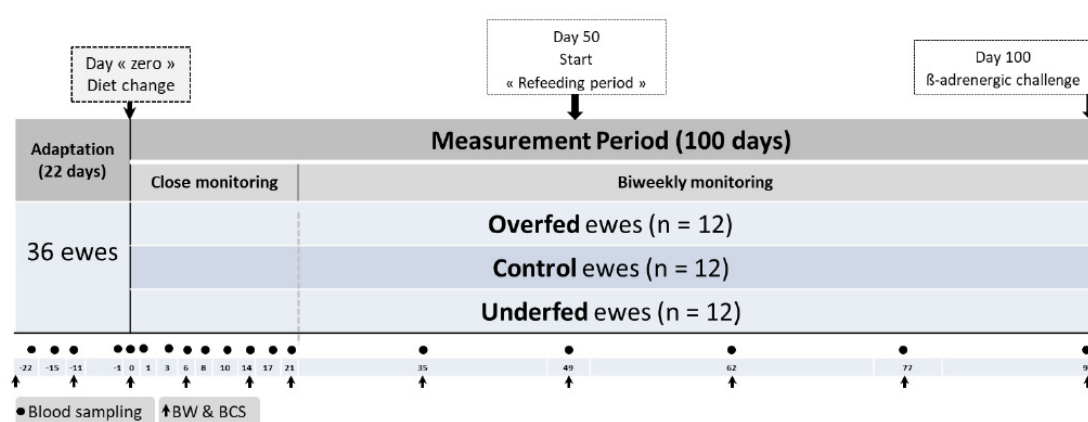 Day 50
Start
« Refeeding period »
Day « zero »
Diet change
Day 100
ß-adrenergic challenge
Adaptation
(22 days)
Measurement Period (100 days)
Close monitoring
Biweekly monitoring
36 ewes
Overfed ewes (n = 12)
Control ewes (n = 12)
Underfed ewes (n = 12)
-22 -15 -11 -1 0 1 3 6 8 10 14 17 21 35 49 62 77 9
Blood sampling
BW & BCS